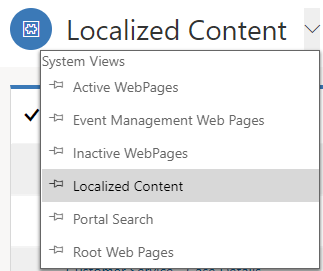 Localized Content
System Views
Active WebPages
Event Management Web Pages
Inactive WebPages
Localized Content
Portal Search
Root Web Pages